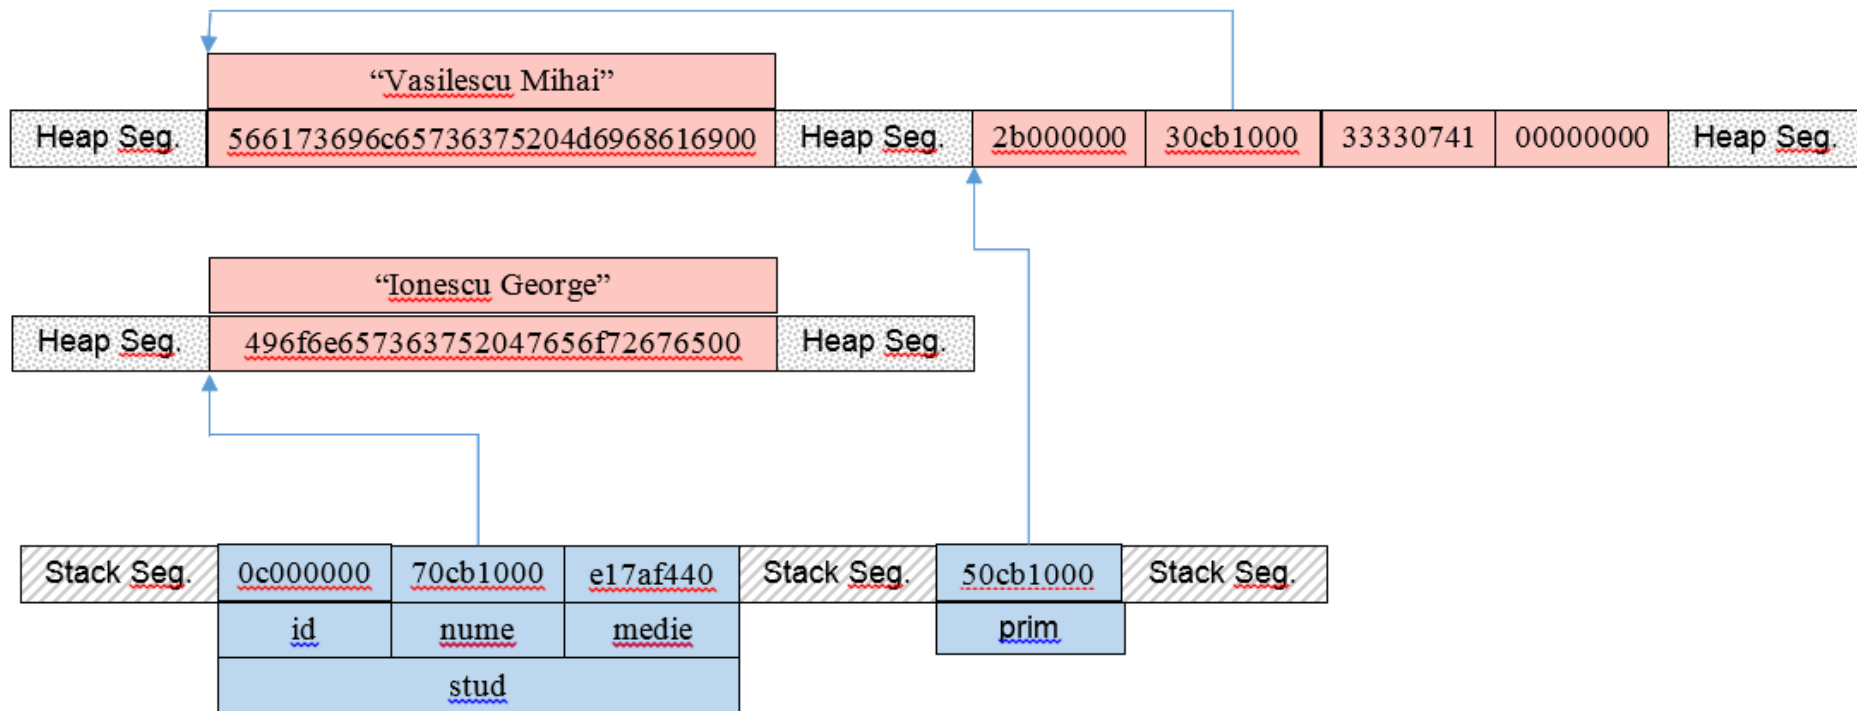 “Vasilescu Mihai”
Heap Seg. 566173696c65736375204d6968616900 Heap Seg. 2b000000 30cb1000 33330741 00000000 Heap Seg.
“Ionescu George”
Heap Seg. 496f6e657363752047656f72676500 Heap Seg.
Stack Seg. 0c000000 70cb1000 e17af440 Stack Seg. 50cb1000 Stack Seg.
id nume medie prim
stud